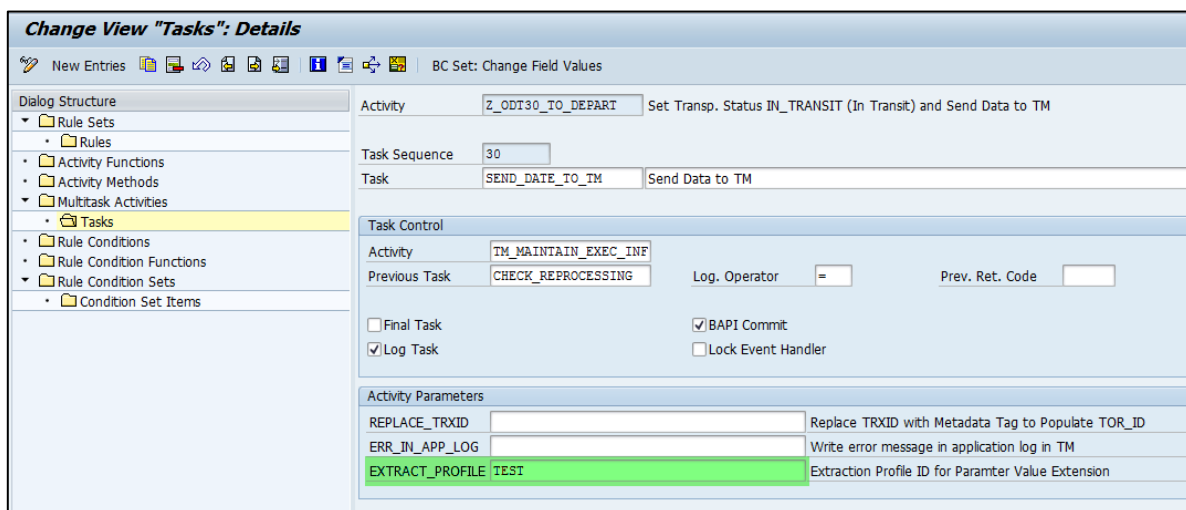 Change View "Tasks": Details
New Entries BC Set: Change Field Values
Dialog Structure
Rule Sets
Rules
Activity Functions
Activity Methods
Multitask Activities
Tasks
Rule Conditions
Rule Condition Functions
Rule Condition Sets
Condition Set Items
Activity Z_ODT30_TO_DEPART Set Transp. Status IN_TRANSIT (In Transit) and Send Data to TM
Task Sequence 30
Task SEND_DATE_TO_TM Send Data to TM
Task Control
Activity TM_MAINTAIN_EXEC_INF
Previous Task CHECK_REPROCESSING Log. Operator = Prev. Ret. Code
Final Task BAPI Commit
Log Task Lock Event Handler
Activity Parameters
REPLACE_TRXID Replace TRXID with Metadata Tag to Populate TOR_ID
ERR_IN_APP_LOG Write error message in application log in TM
EXTRACT_PROFILE TEST Extraction Profile ID for Paramter Value Extension